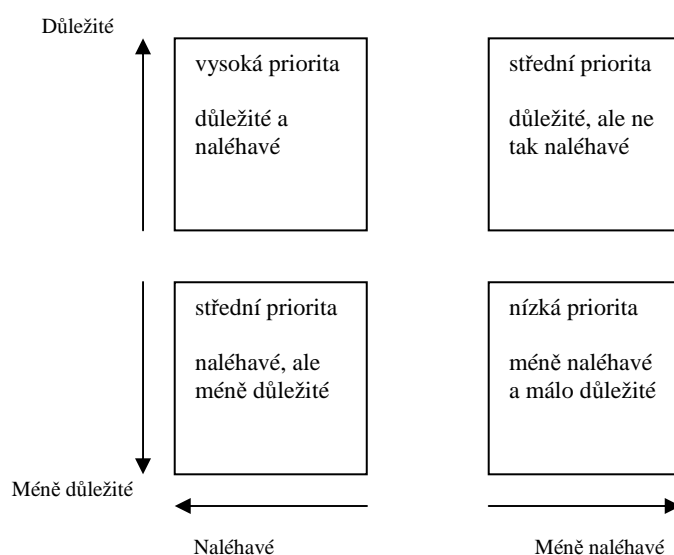 Důležité
vysoká priorita
důležité a
naléhavé
střední priorita
důležité, ale ne
tak naléhavé
střední priorita
naléhavé, ale
méně důležité
nízká priorita
méně naléhavé
a málo důležité
Méně důležité
Naléhavé
Méně naléhavé